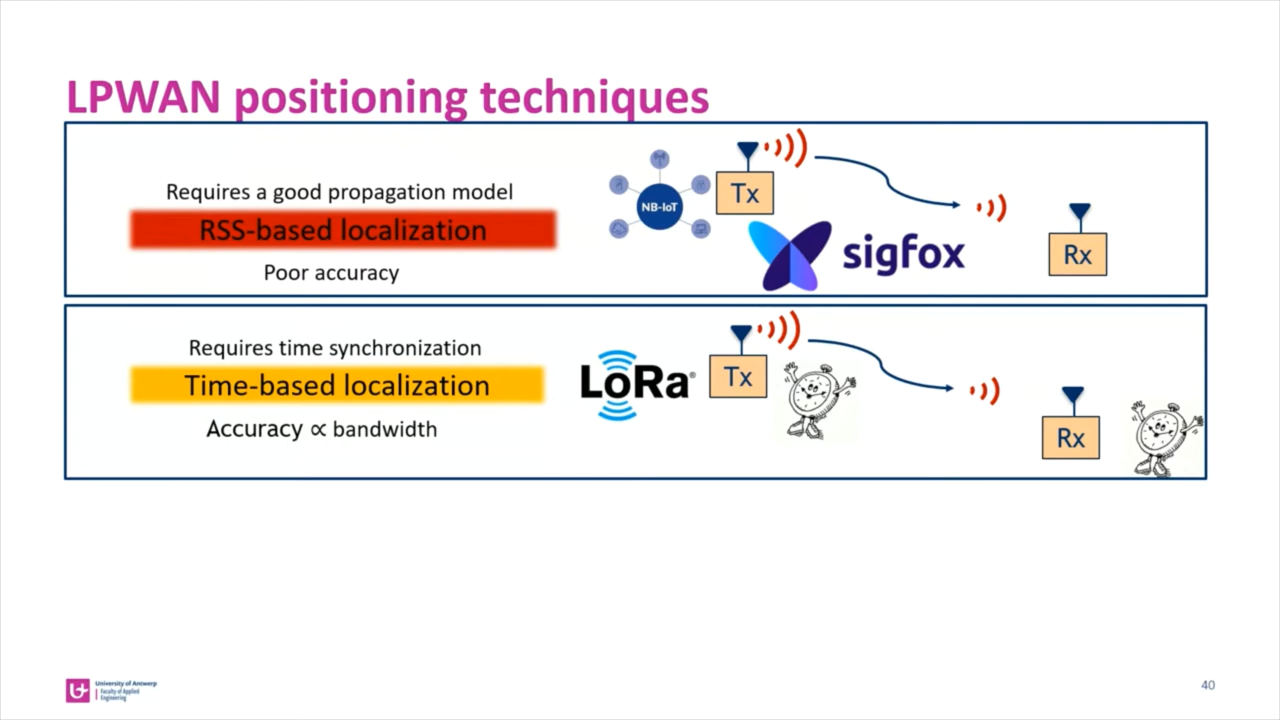 LPWAN positioning techniques
Requires a good propagation model
RSS-based localization
Poor accuracy
NB-IoT
Tx
sigfox
Rx
Requires time synchronization
Time-based localization
Accuracy ∝ bandwidth
LoRa®
Tx
Rx
University of Antwerp
Faculty of Applied
Engineering
40